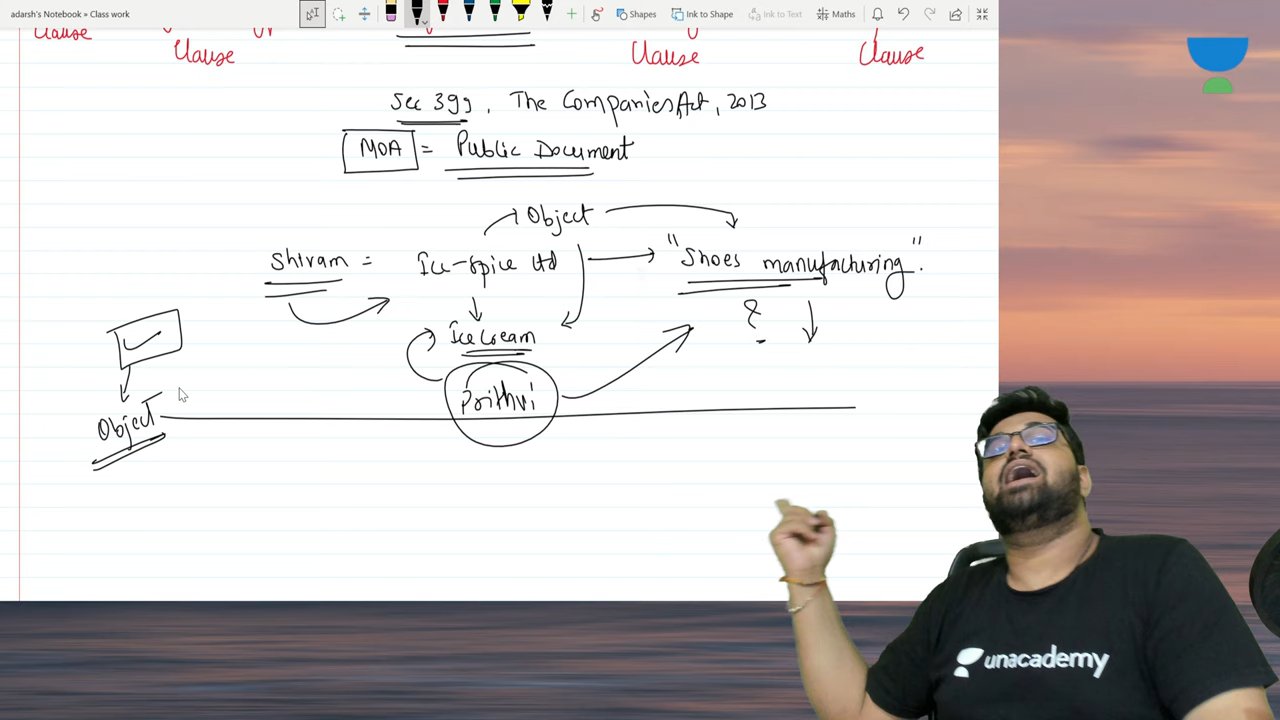 adarsh's Notebook » Class work
Shapes
Ink to Shape
Ink to Text
Maths
Clause
Clause
Clause
Clause
Sec 399, The Companies Act, 2013
MOA = Public Document
Object
Shivam = Ice-spice Ltd "Shoes manufacturing".
Ice cream
?
Prithvi
Object
unacademy